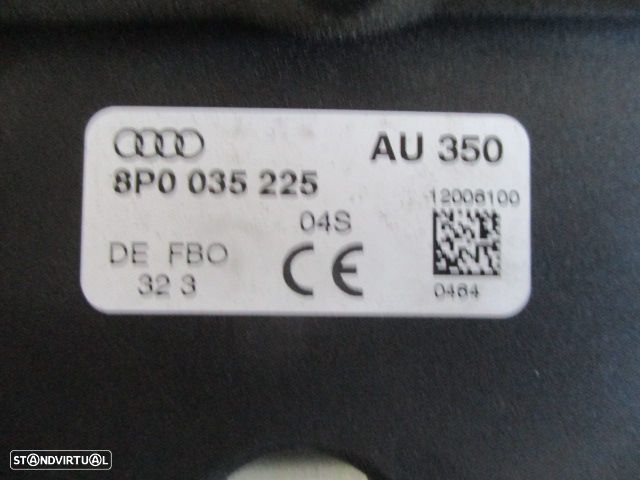 AU 350
8P0 035 225
12006100
04S
DE FBO
32 3
CE
0464
STANDVIRTUAL